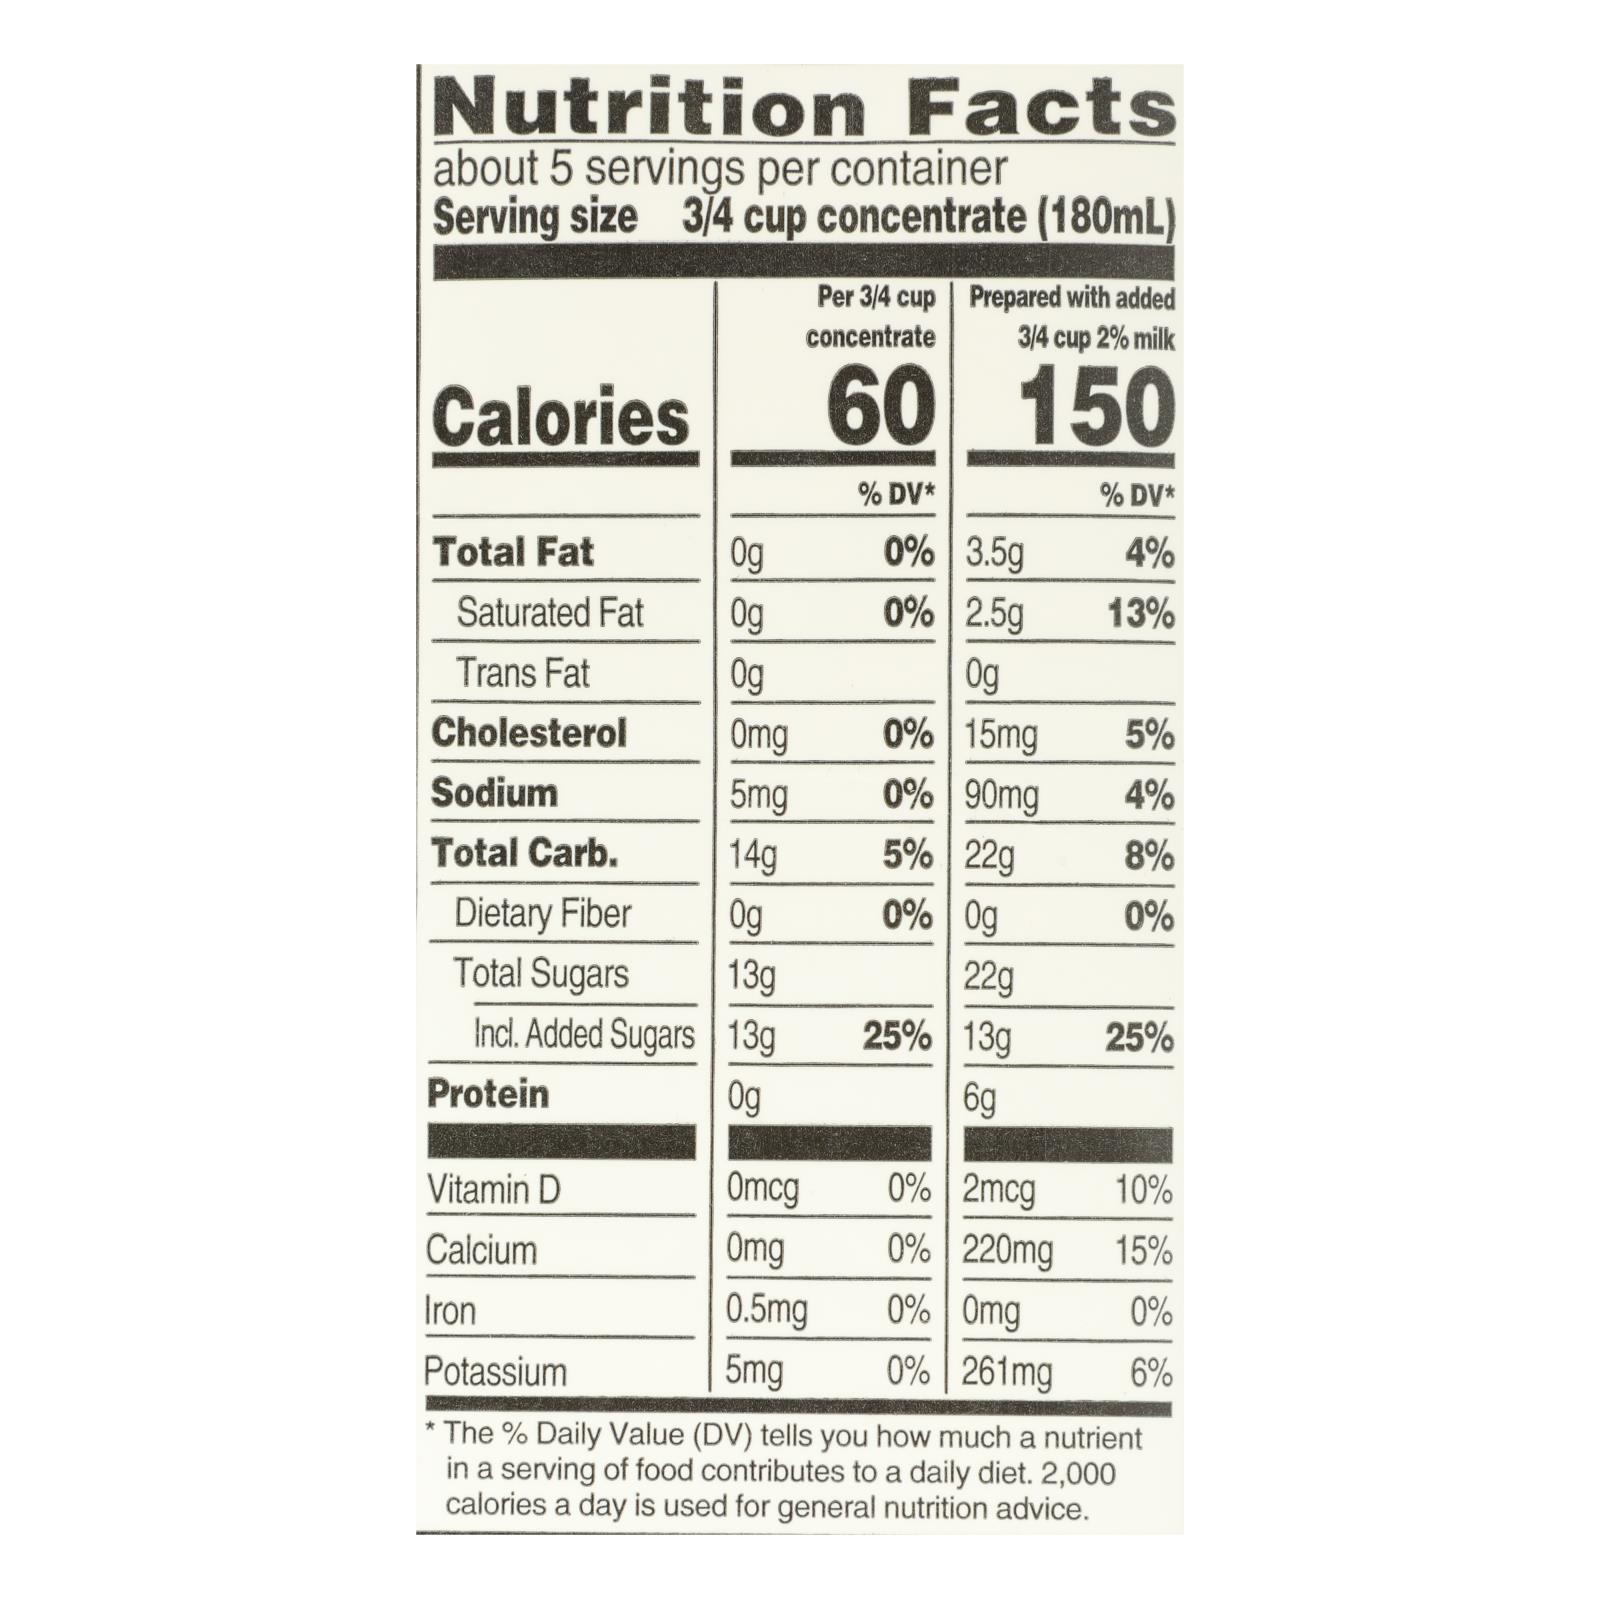 Nutrition Facts
about 5 servings per container
Serving size 3/4 cup concentrate (180mL)
Per 3/4 cup Prepared with added
concentrate 3/4 cup 2% milk
Calories 60 150
% DV* % DV*
Total Fat 0g 0% 3.5g 4%
Saturated Fat 0g 0% 2.5g 13%
Trans Fat 0g 0g
Cholesterol 0mg 0% 15mg 5%
Sodium 5mg 0% 90mg 4%
Total Carb. 14g 5% 22g 8%
Dietary Fiber 0g 0% 0g 0%
Total Sugars 13g 22g
Incl. Added Sugars 13g 25% 13g 25%
Protein 0g 6g
Vitamin D 0mcg 0% 2mcg 10%
Calcium 0mg 0% 220mg 15%
Iron 0.5mg 0% 0mg 0%
Potassium 5mg 0% 261mg 6%
* The % Daily Value (DV) tells you how much a nutrient
in a serving of food contributes to a daily diet. 2,000
calories a day is used for general nutrition advice.